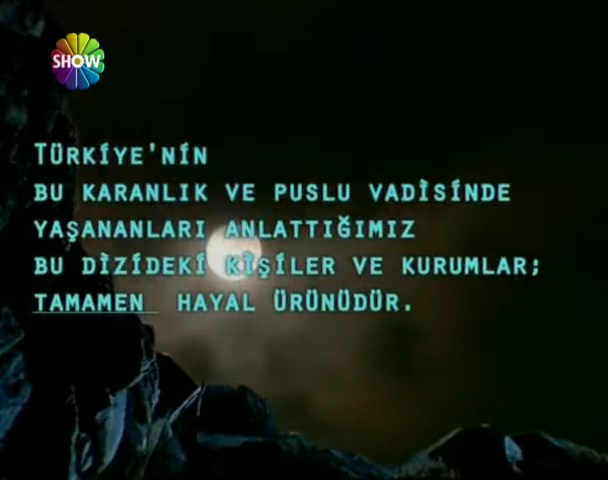 SHOW
TÜRKİYE'NİN
BU KARANLIK VE PUSLU VADİSİNDE
YAŞANANLARI ANLATTIĞIMIZ
BU DİZİDEKİ KİŞİLER VE KURUMLAR;
TAMAMEN HAYAL ÜRÜNÜDÜR.